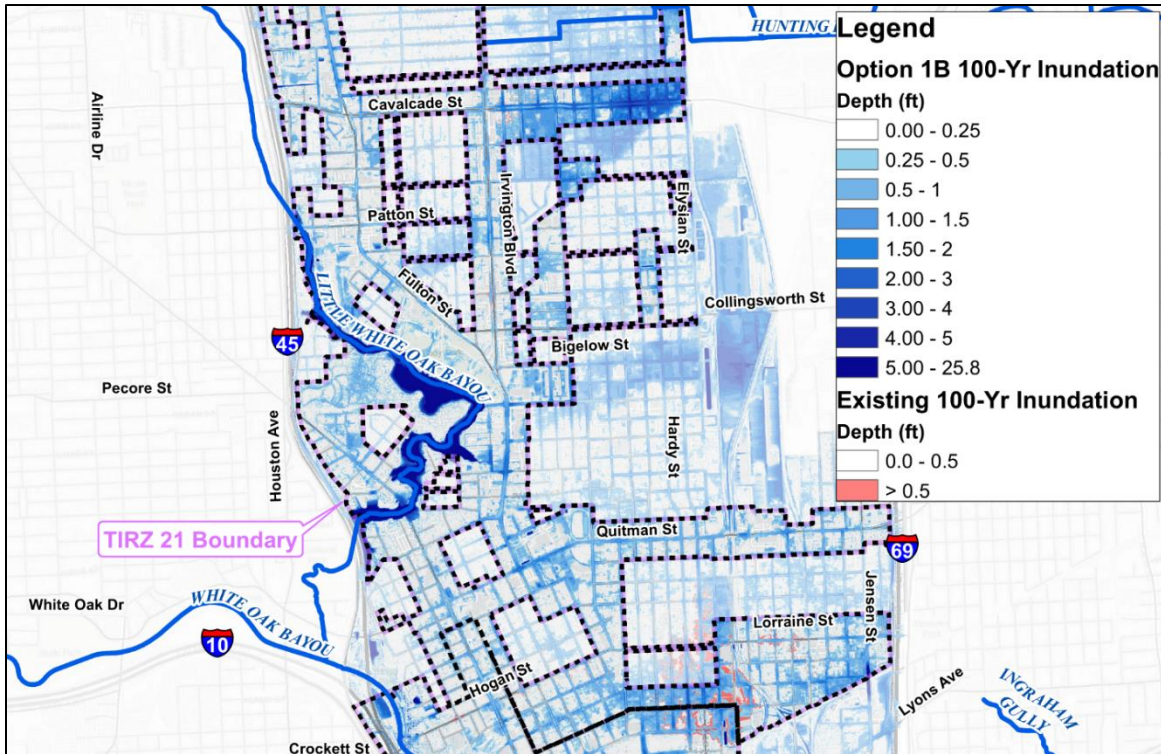 HUNTING
Legend
Option 1B 100-Yr Inundation
Depth (ft)
0.00 - 0.25
0.25 - 0.5
0.5 - 1
1.00 - 1.5
1.50 - 2
2.00 - 3
3.00 - 4
4.00 - 5
5.00 - 25.8
Existing 100-Yr Inundation
Depth (ft)
0.0 - 0.5
> 0.5
Airline Dr
Cavalcade St
Irvington Blvd
Elysian St
Patton St
Fulton St
Collingsworth St
LITTLE WHITE OAK BAYOU
45
Bigelow St
Pecore St
Houston Ave
Hardy St
TIRZ 21 Boundary
Quitman St
69
Jensen St
White Oak Dr
WHITE OAK BAYOU
10
Lorraine St
Hogan St
Lyons Ave
INGRAHAM
GULLY
Crockett St